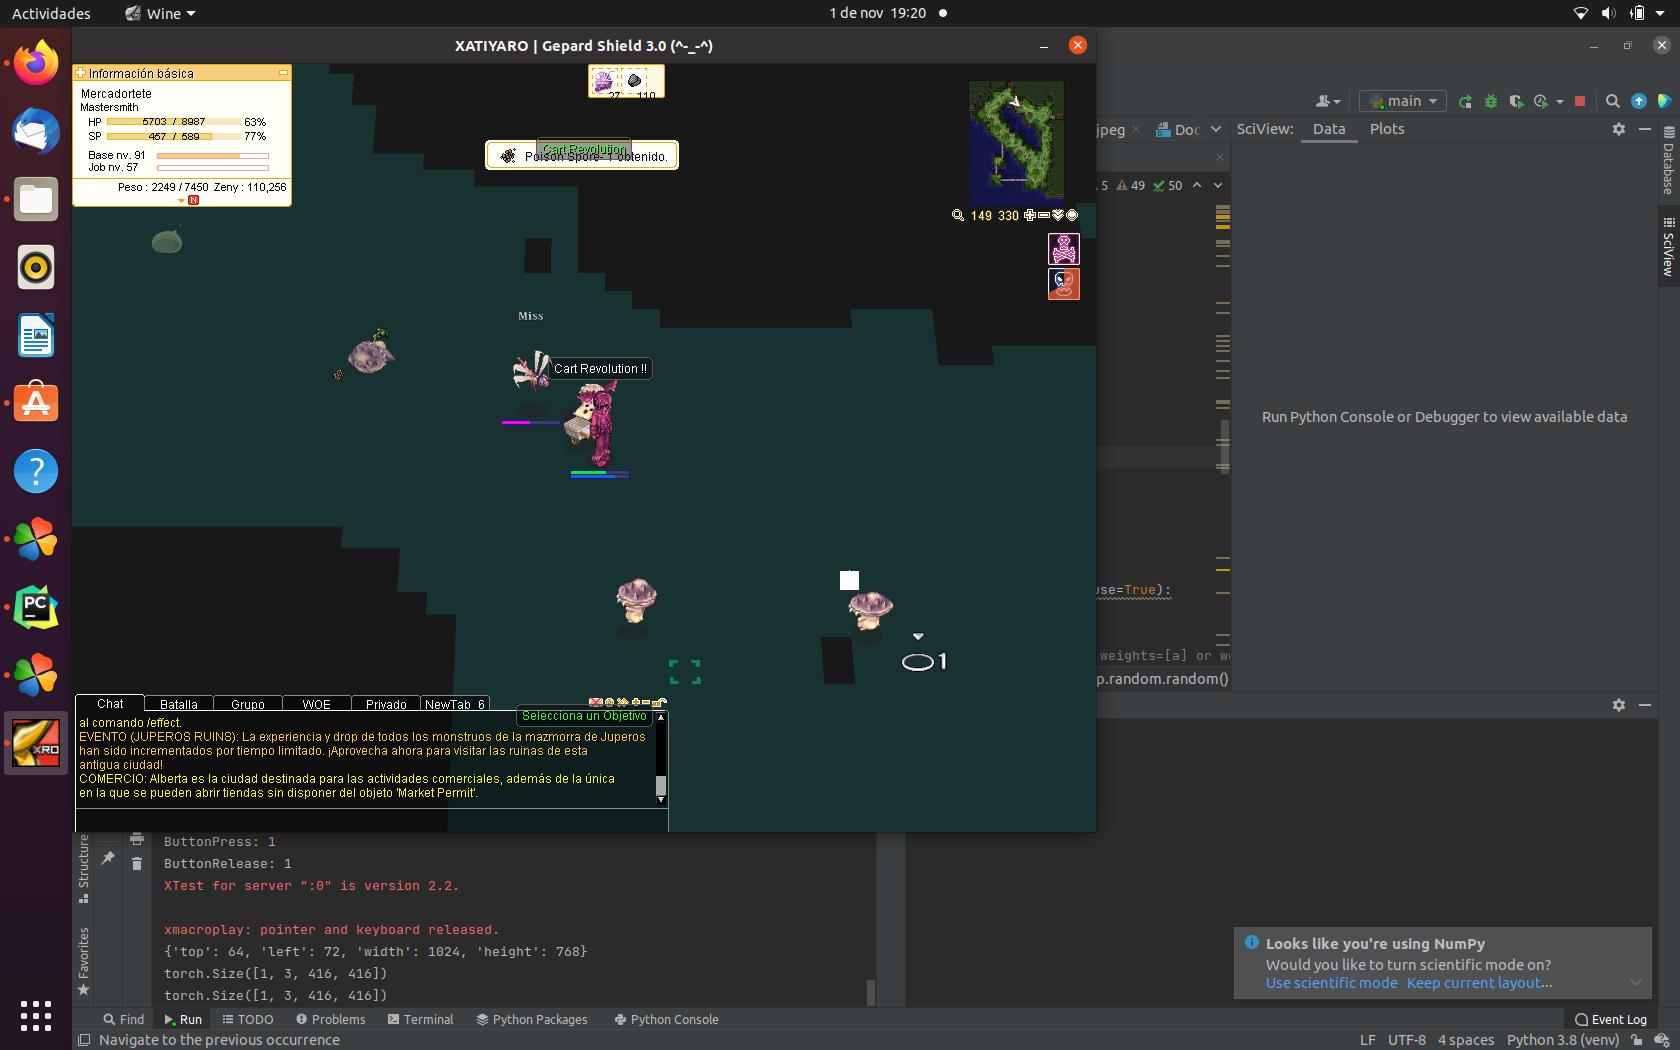 Actividades
Wine
1 de nov 19:20
XATIYARO | Gepard Shield 3.0 (^-_-^)
Información básica
Mercadortete
Mastersmith
HP 5703 / 8987 63%
SP 457 / 589 77%
Base nv. 91
Job nv. 57
Peso : 2249 / 7450 Zeny : 110,256
N
27 110
Cart Revolution
Poison Spore- 1 obtenido.
149 330
Miss
Cart Revolution !!
1
Chat Batalla Grupo WOE Privado NewTab_6
Selecciona un Objetivo
al comando /effect.
EVENTO (JUPEROS RUINS): La experiencia y drop de todos los monstruos de la mazmorra de Juperos
han sido incrementados por tiempo limitado. ¡Aprovecha ahora para visitar las ruinas de esta
antigua ciudad!
COMERCIO: Alberta es la ciudad destinada para las actividades comerciales, además de la única
en la que se pueden abrir tiendas sin disponer del objeto 'Market Permit'.
main
jpeg
Doc
SciView: Data Plots
5 49 50
Database
SciView
Run Python Console or Debugger to view available data
use=True):
weights=[a] or we
p.random.random()
PC
XRO
Structure
Favorites
ButtonPress: 1
ButtonRelease: 1
XTest for server ":0" is version 2.2.
xmacroplay: pointer and keyboard released.
{'top': 64, 'left': 72, 'width': 1024, 'height': 768}
torch.Size([1, 3, 416, 416])
torch.Size([1, 3, 416, 416])
Looks like you're using NumPy
Would you like to turn scientific mode on?
Use scientific mode Keep current layout...
Find Run TODO Problems Terminal Python Packages Python Console
Event Log
Navigate to the previous occurrence
LF UTF-8 4 spaces Python 3.8 (venv)